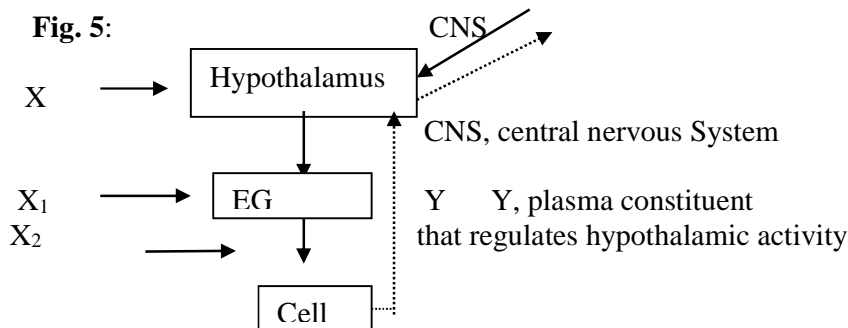 Fig. 5:
CNS
Hypothalamus
X
CNS, central nervous System
X₁
EG
Y Y, plasma constituent
X₂
that regulates hypothalamic activity
Cell